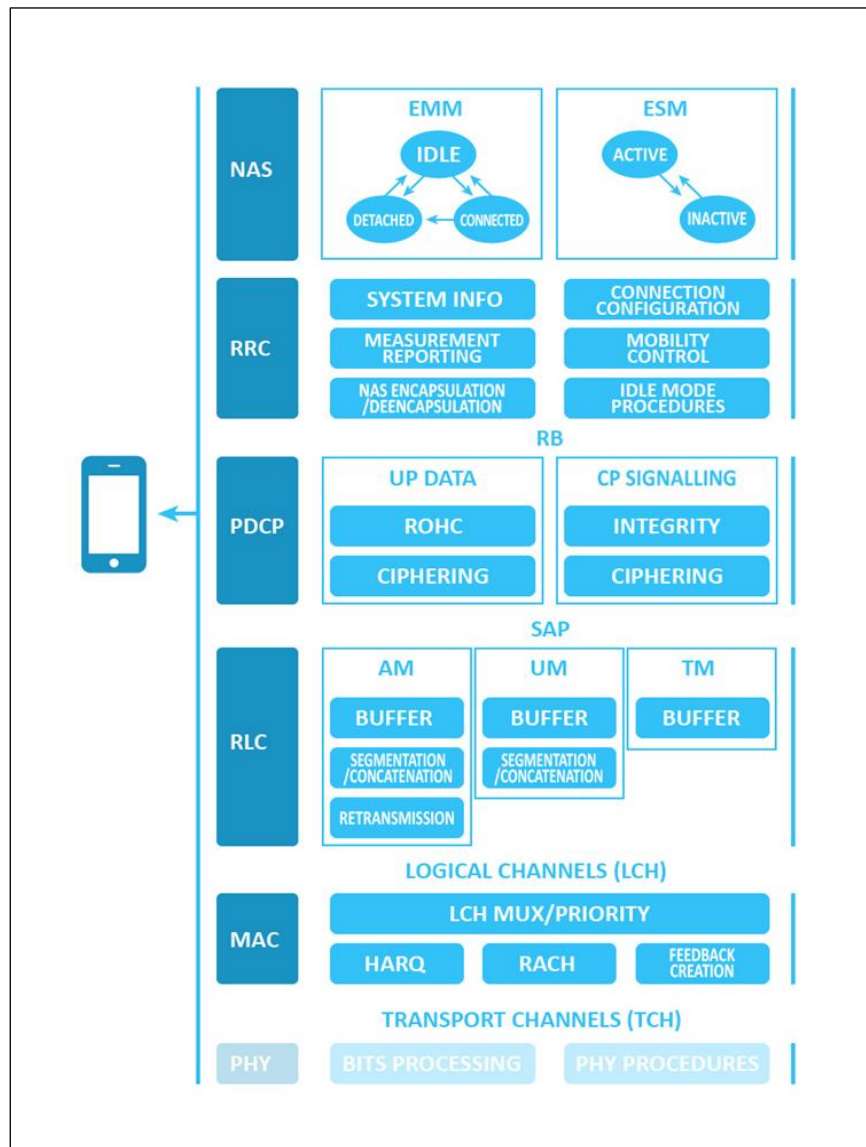 NAS
EMM
IDLE
DETACHED
CONNECTED
ESM
ACTIVE
INACTIVE
RRC
SYSTEM INFO
CONNECTION
CONFIGURATION
MEASUREMENT
REPORTING
MOBILITY
CONTROL
NAS ENCAPSULATION
/DEENCAPSULATION
IDLE MODE
PROCEDURES
RB
PDCP
UP DATA
ROHC
CIPHERING
CP SIGNALLING
INTEGRITY
CIPHERING
SAP
RLC
AM
BUFFER
SEGMENTATION
/CONCATENATION
RETRANSMISSION
UM
BUFFER
SEGMENTATION
/CONCATENATION
TM
BUFFER
LOGICAL CHANNELS (LCH)
MAC
LCH MUX/PRIORITY
HARQ
RACH
FEEDBACK
CREATION
TRANSPORT CHANNELS (TCH)
PHY
BITS PROCESSING
PHY PROCEDURES